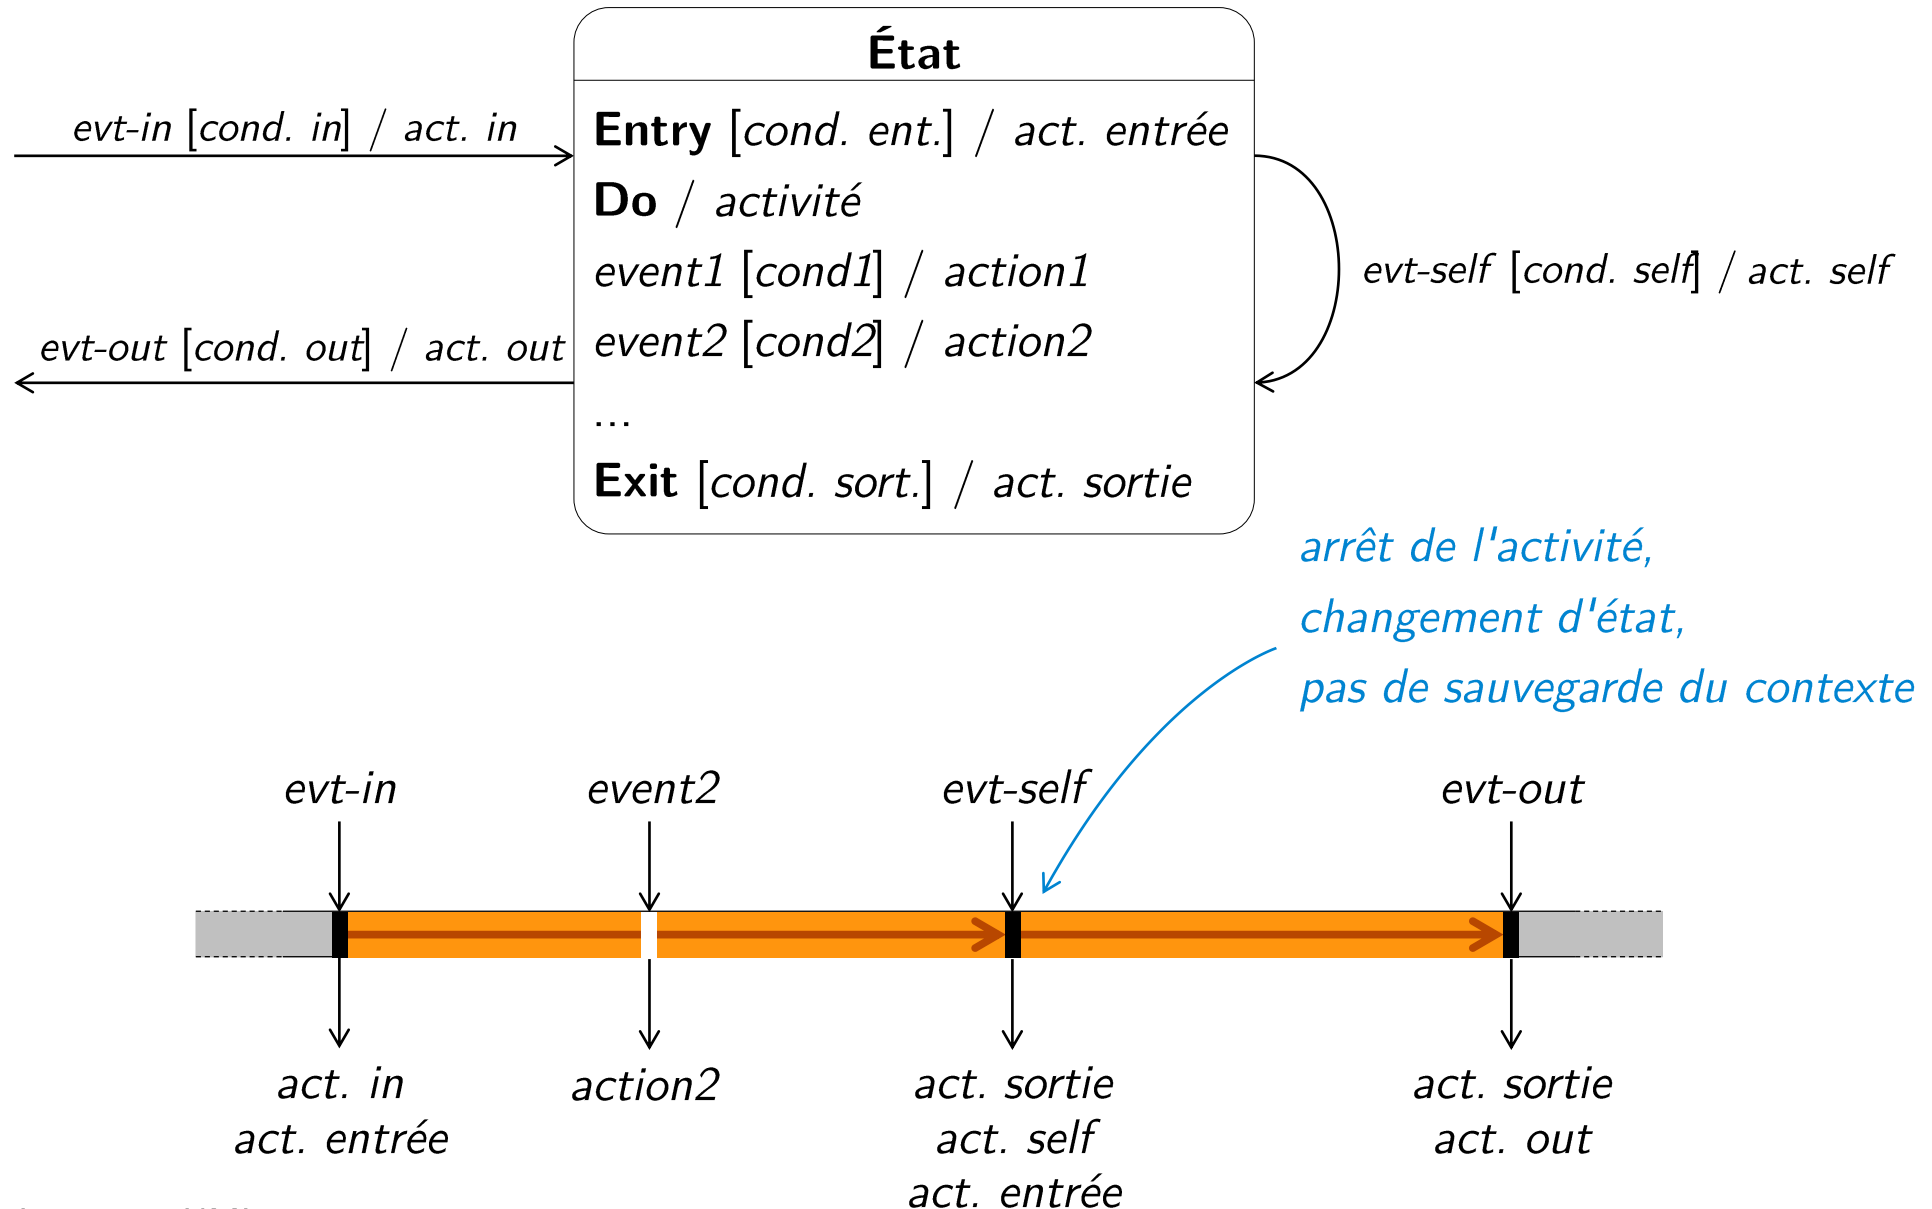 État
evt-in [cond. in] / act. in
Entry [cond. ent.] / act. entrée
Do / activité
event1 [cond1] / action1
evt-self [cond. self] / act. self
event2 [cond2] / action2
evt-out [cond. out] / act. out
...
Exit [cond. sort.] / act. sortie
arrêt de l'activité,
changement d'état,
pas de sauvegarde du contexte
evt-in event2 evt-self evt-out
act. in action2 act. sortie act. sortie
act. entrée act. self act. out
act. entrée